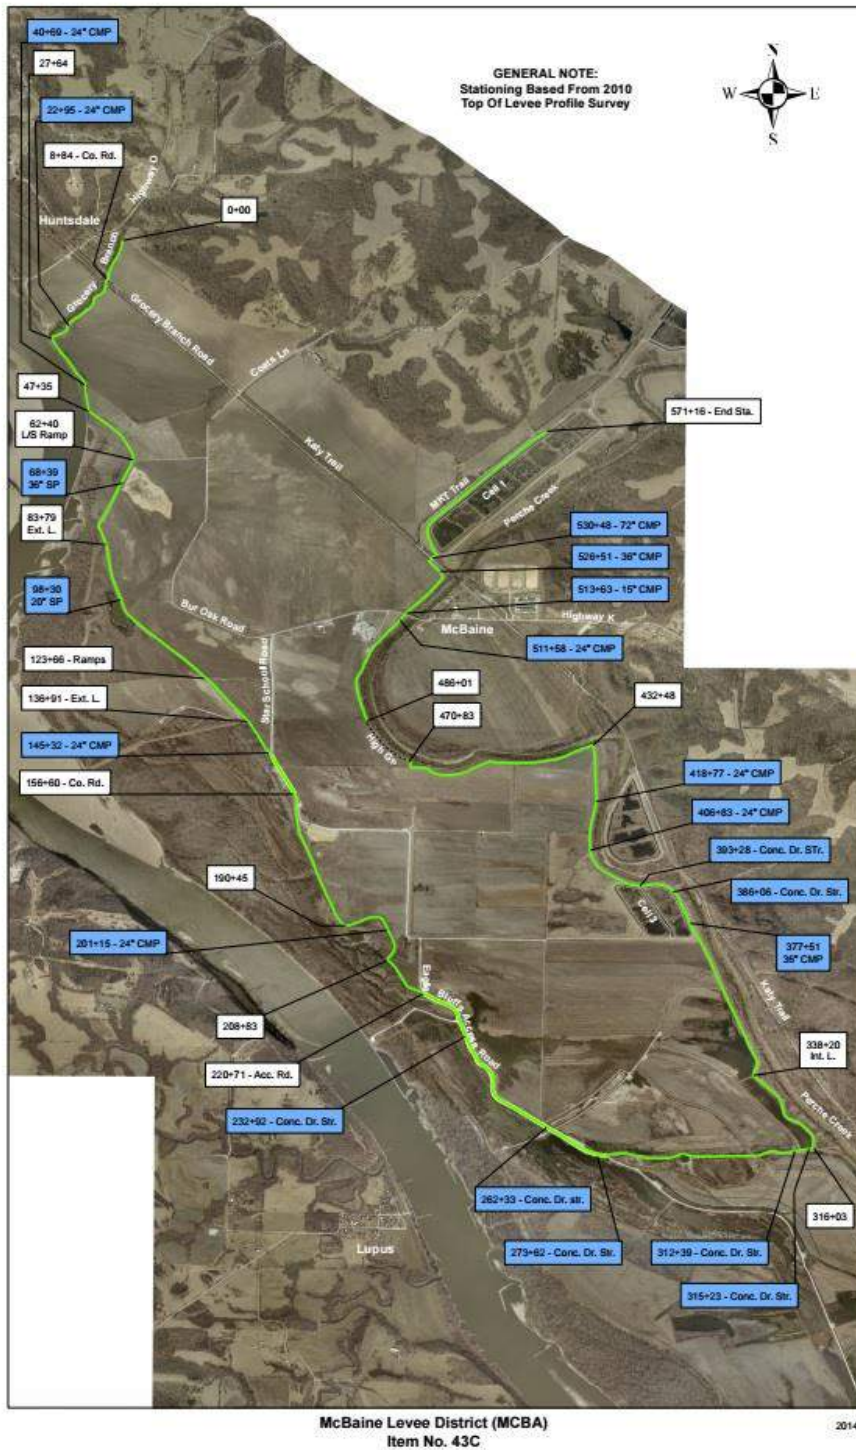 40+69 - 24" CMP
27+64
22+95 - 24" CMP
8+84 - Co. Rd.
GENERAL NOTE:
Stationing Based From 2010
Top Of Levee Profile Survey
N
W
E
S
Highway O
Huntsdale
0+00
Grocery Branch
Grocery Branch Road
Coats Ln
47+35
62+40
L/S Ramp
68+39
36" SP
83+79
Ext. L.
98+30
20" SP
Katy Trail
571+16 - End Sta.
MKT Trail
Cell 1
Perche Creek
530+48 - 72" CMP
526+51 - 36" CMP
513+63 - 15" CMP
Highway K
McBaine
511+58 - 24" CMP
Burr Oak Road
Star School Road
123+66 - Ramps
136+91 - Ext. L.
145+32 - 24" CMP
156+60 - Co. Rd.
486+01
470+83
High Gr.
432+48
418+77 - 24" CMP
406+83 - 24" CMP
393+28 - Conc. Dr. STr.
386+06 - Conc. Dr. Str.
Cell 3
377+51
36" CMP
190+45
201+15 - 24" CMP
208+83
220+71 - Acc. Rd.
232+92 - Conc. Dr. Str.
Eagle Bluffs Access Road
Katy Trail
338+20
Int. L.
Perche Creek
262+33 - Conc. Dr. str.
273+62 - Conc. Dr. Str.
312+39 - Conc. Dr. Str.
315+23 - Conc. Dr. Str.
316+03
Lupus
McBaine Levee District (MCBA)
Item No. 43C
2014